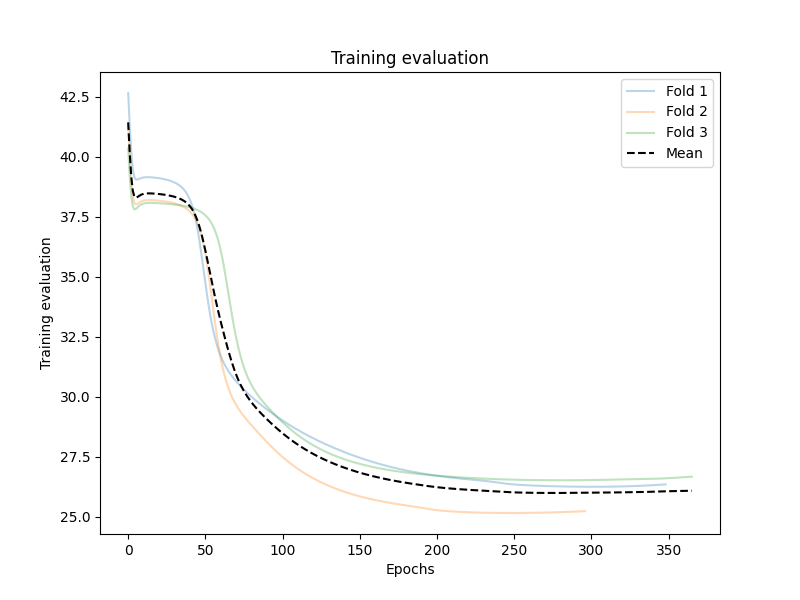 Training evaluation
Fold 1
Fold 2
Fold 3
Mean
Training evaluation
42.5
40.0
37.5
35.0
32.5
30.0
27.5
25.0
0 50 100 150 200 250 300 350
Epochs